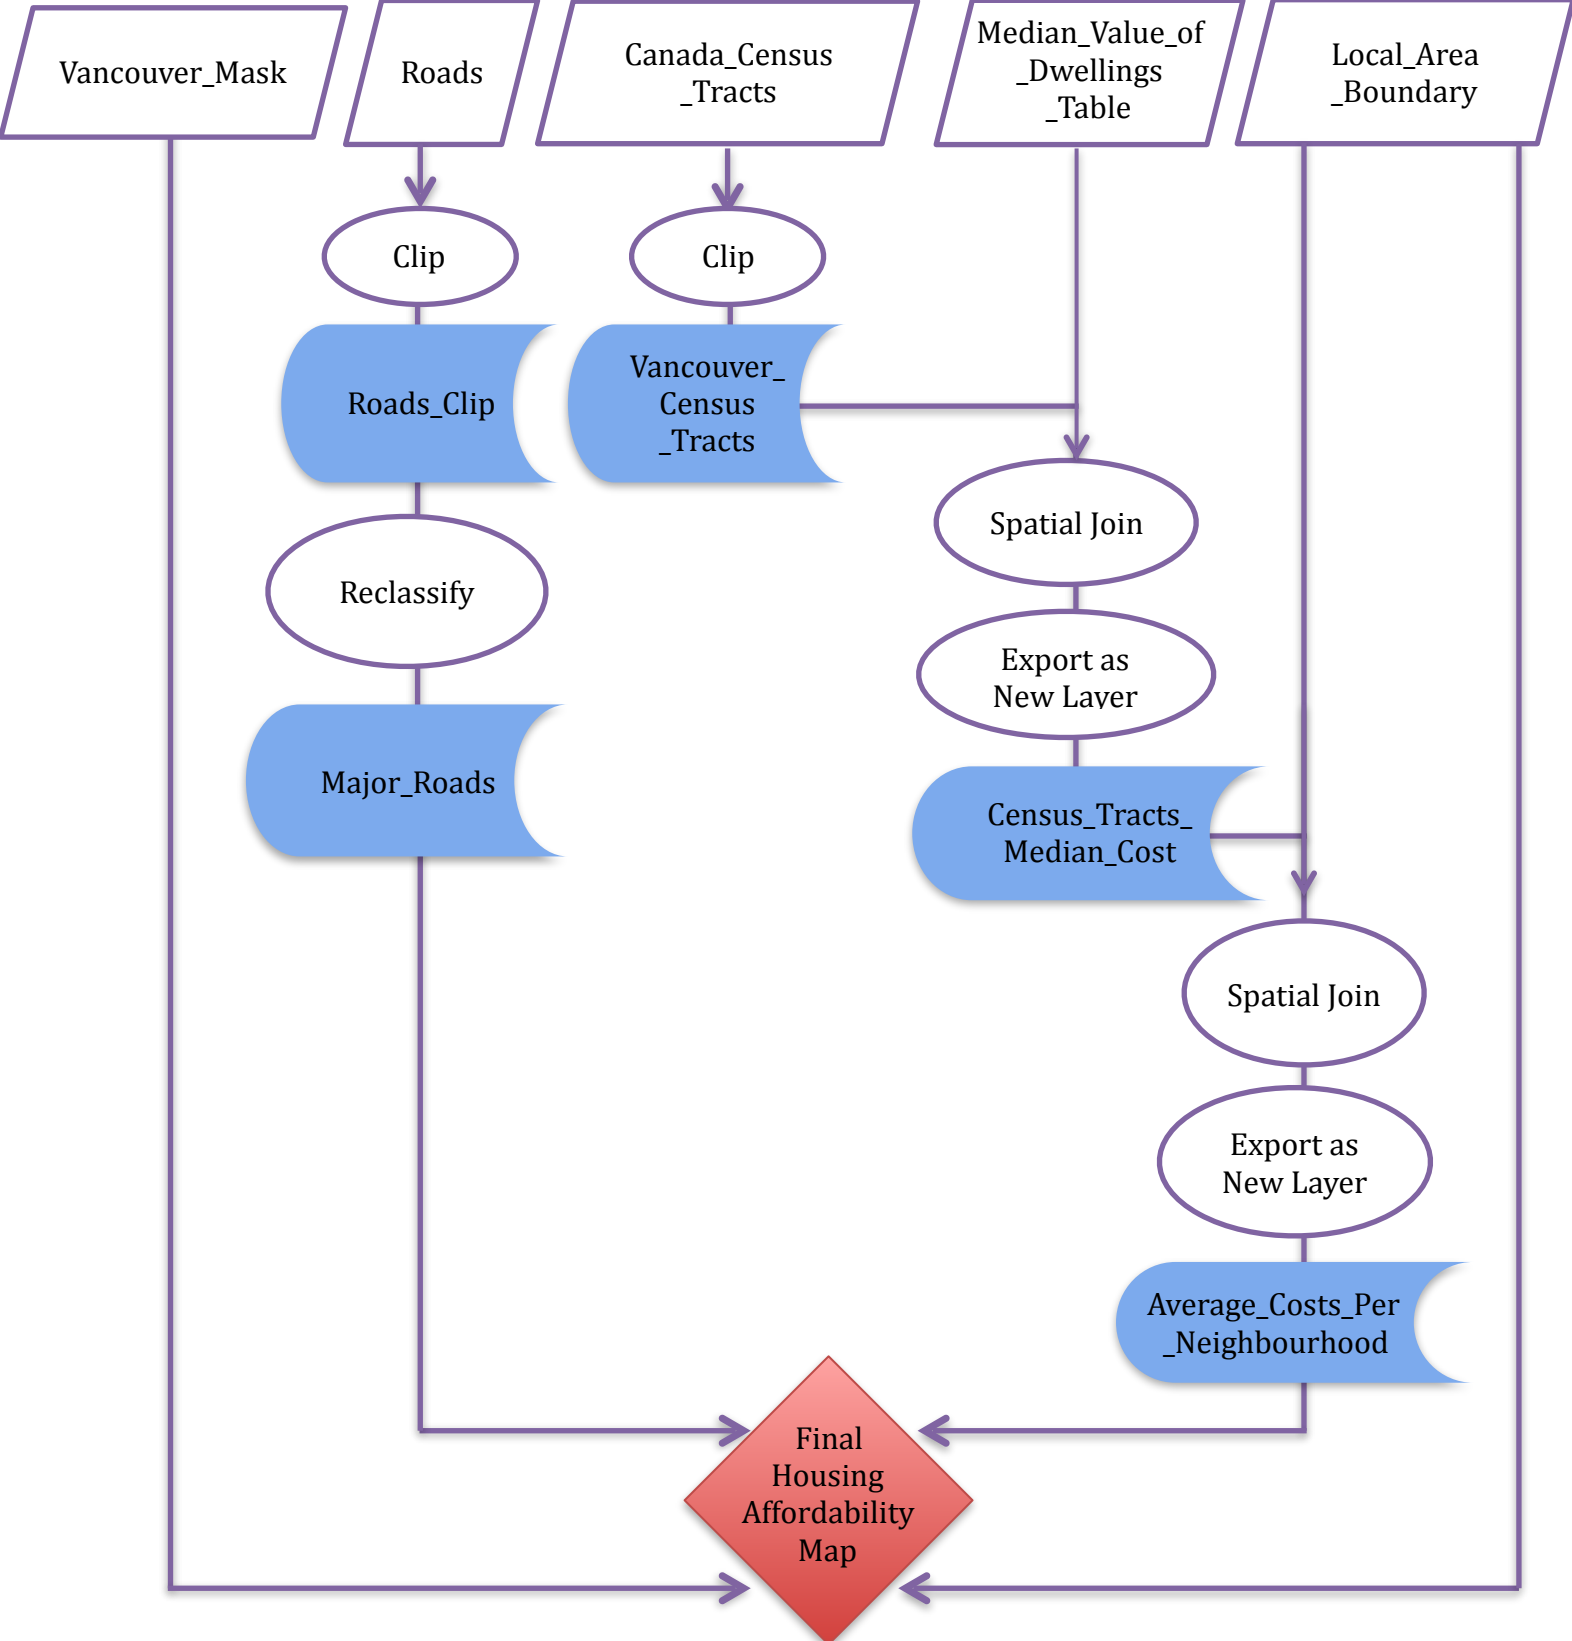 Vancouver_Mask
Roads
Canada_Census
_Tracts
Median_Value_of
_Dwellings
_Table
Local_Area
_Boundary
Clip
Clip
Roads_Clip
Vancouver_
Census
_Tracts
Spatial Join
Reclassify
Export as
New Layer
Major_Roads
Census_Tracts_
Median_Cost
Spatial Join
Export as
New Layer
Average_Costs_Per
_Neighbourhood
Final
Housing
Affordability
Map